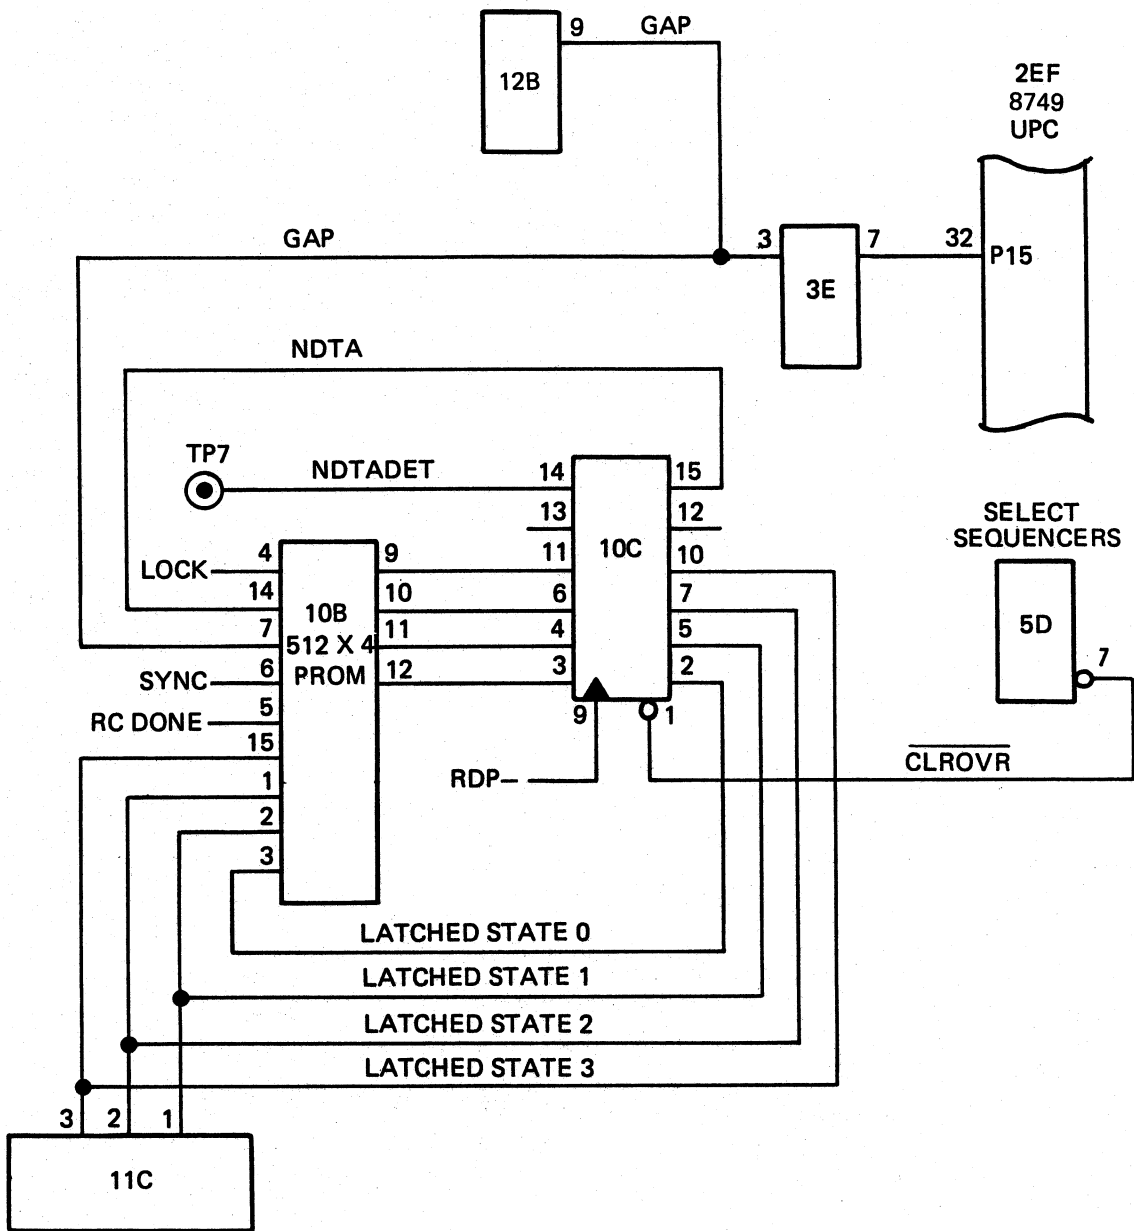 9 GAP
12B
2EF
8749
UPC
GAP
3
7
32
P15
3E
NDTA
TP7
NDTADET
14
15
13
12
SELECT
SEQUENCERS
LOCK
4
9
11
10C
10
14
10
6
7
10B
7
11
4
5
5D
7
512 X 4
SYNC
6
PROM
12
3
2
RC DONE
5
9
1
15
CLROVR
1
RDP
2
3
LATCHED STATE 0
LATCHED STATE 1
LATCHED STATE 2
LATCHED STATE 3
3 2 1
11C